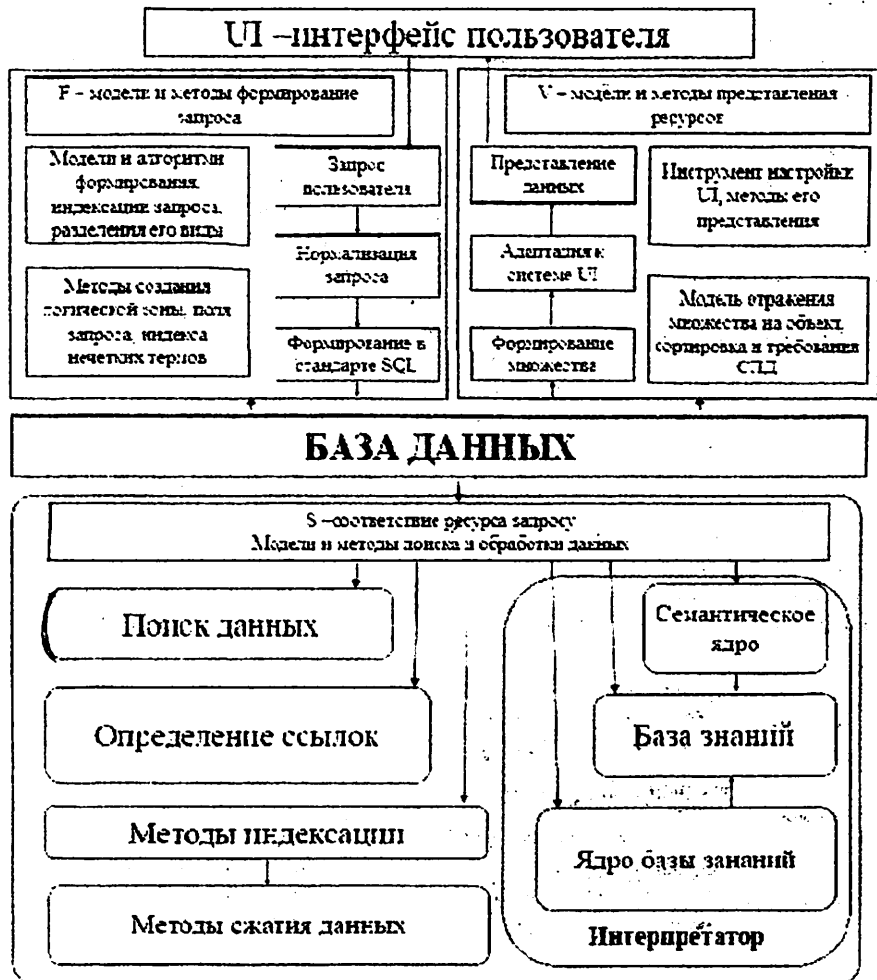 UI –интерфейс пользователя
F – модели и методы формирование
запроса
Модели и алгоритми
формирования,
индексации запроса,
разделения его виды
Методы создания
логической зоны, поля
запроса, индекса
нечетких термов
Запрос
пользователя
Нормализация
запроса
Формирование в
стандарте SCL
V – модели и методы представления
ресурсов
Представление
данных
Адаптация к
системе UI
Формирование
множества
Инструмент настройки
UI, методы его
представления
Модель отражения
множества на объект,
сортировка и требования
СПД
БАЗА ДАННЫХ
S –соответствие ресурса запросу
Модели и методы поиска и обработки данных
Поиск данных
Определение ссылок
Методы индексации
Методы сжатия данных
Семантическое
ядро
База знаний
Ядро базы зананий
Интерпретатор